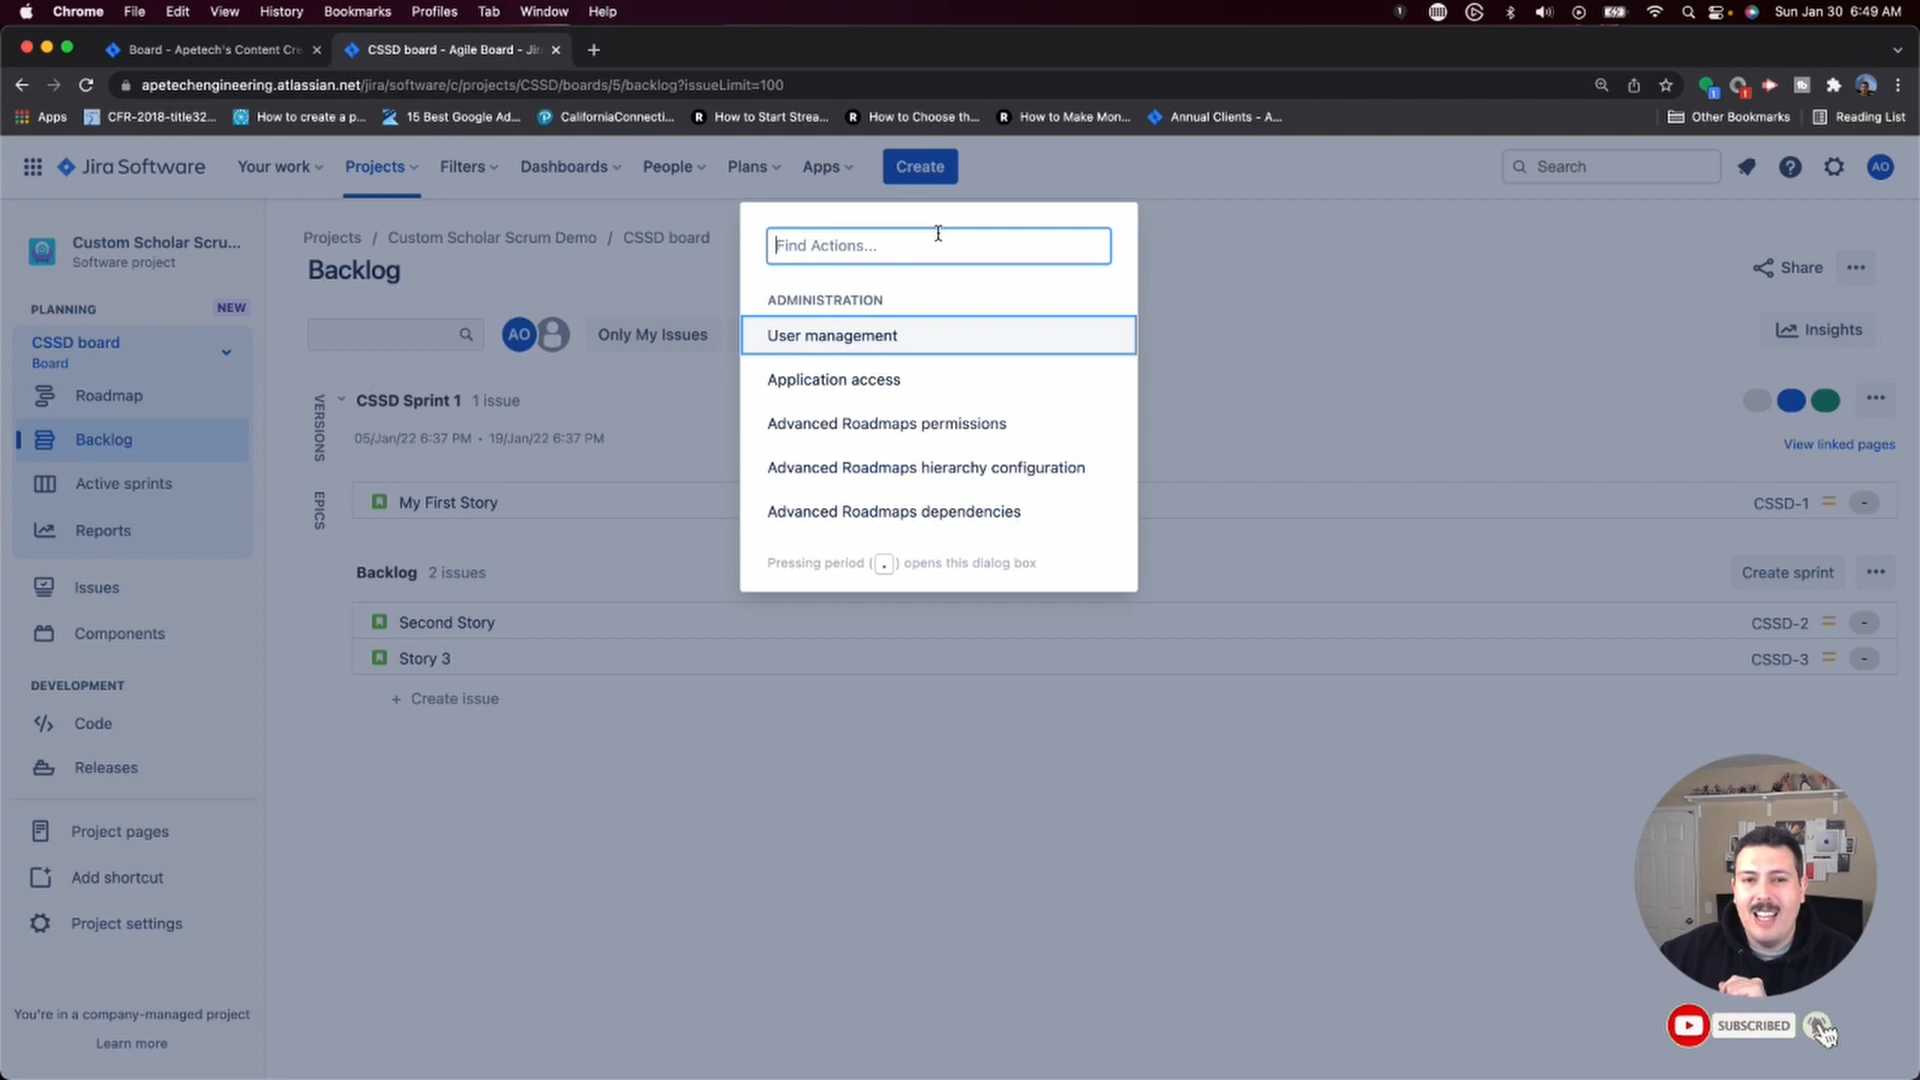 Chrome File Edit View History Bookmarks Profiles Tab Window Help
Sun Jan 30 6:49 AM
Board - Apetech's Content Cre
CSSD board - Agile Board - Jir
apetechengineering.atlassian.net/jira/software/c/projects/CSSD/boards/5/backlog?issueLimit=100
Apps CFR-2018-title32... How to create a p... 15 Best Google Ad... CaliforniaConnecti... How to Start Strea... How to Choose th... How to Make Mon... Annual Clients - A... Other Bookmarks Reading List
Jira Software Your work Projects Filters Dashboards People Plans Apps Create Search AO
Custom Scholar Scru...
Software project
PLANNING NEW
CSSD board
Board
Roadmap
Backlog
Active sprints
Reports
Issues
Components
DEVELOPMENT
Code
Releases
Project pages
Add shortcut
Project settings
You're in a company-managed project
Learn more
Projects / Custom Scholar Scrum Demo / CSSD board
Backlog
Share
AO Only My Issues
Insights
VERSIONS
EPICS
CSSD Sprint 1 1 issue
05/Jan/22 6:37 PM • 19/Jan/22 6:37 PM
View linked pages
My First Story CSSD-1 -
Backlog 2 issues Create sprint
Second Story CSSD-2 -
Story 3 CSSD-3 -
+ Create issue
Find Actions...
ADMINISTRATION
User management
Application access
Advanced Roadmaps permissions
Advanced Roadmaps hierarchy configuration
Advanced Roadmaps dependencies
Pressing period ( . ) opens this dialog box
SUBSCRIBED